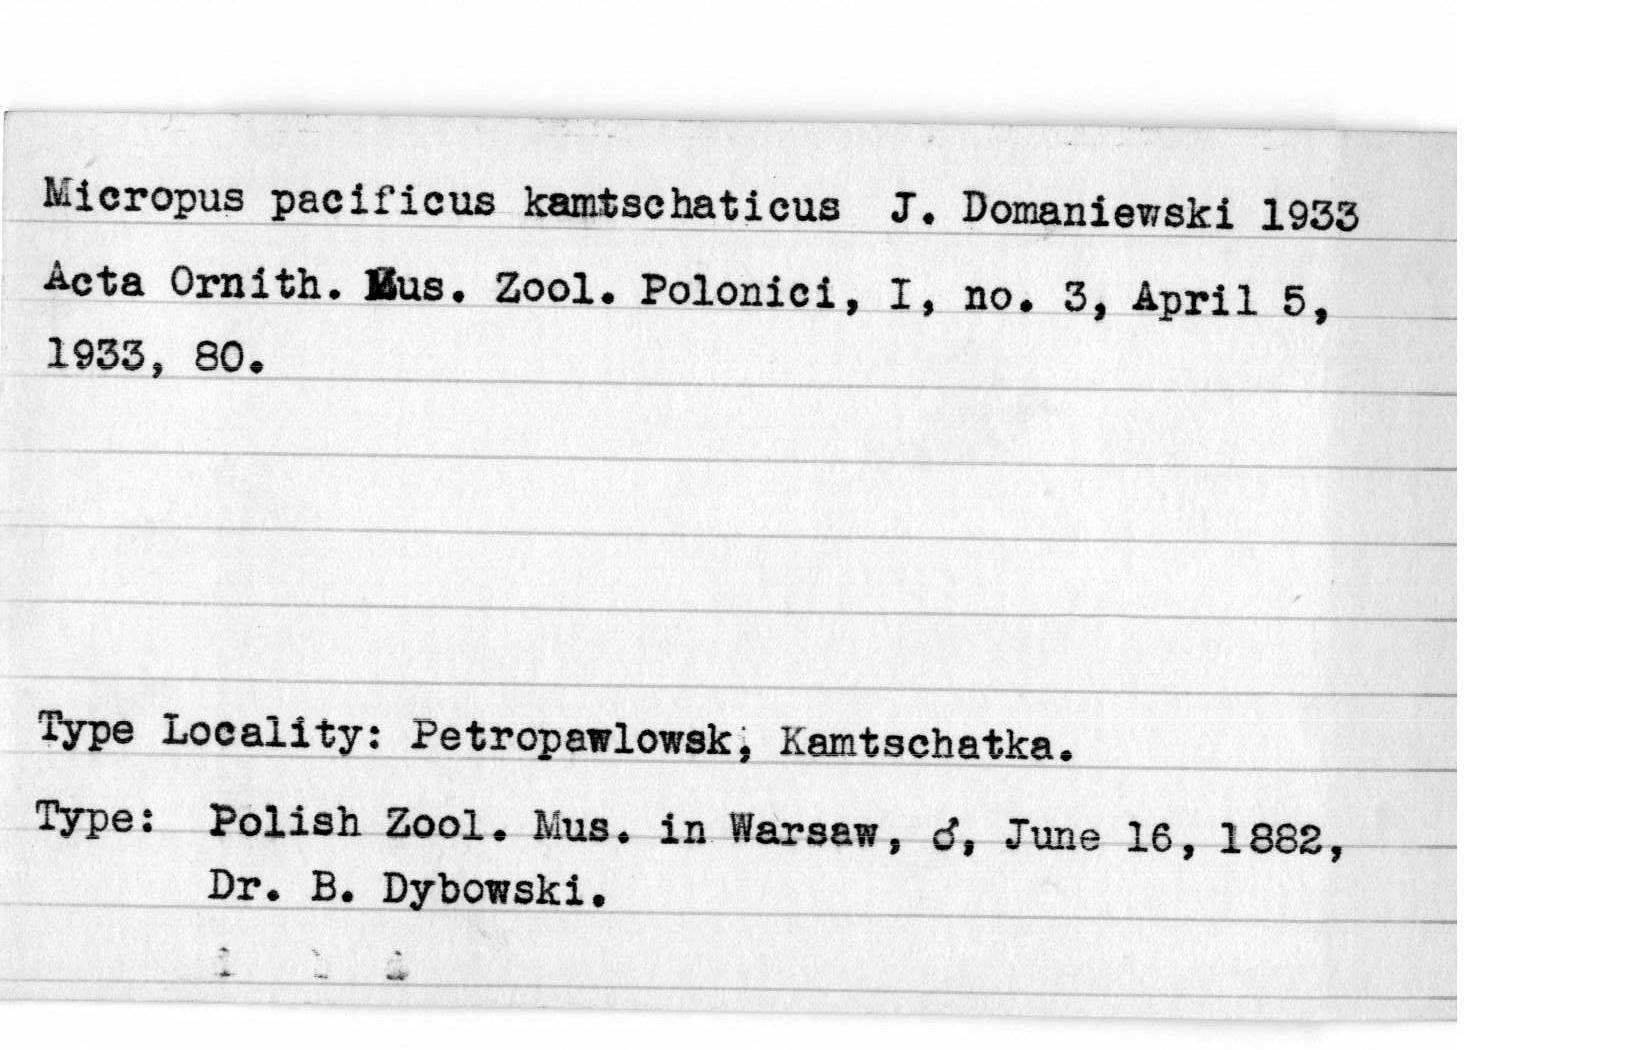 Micropus pacificus kamtschaticus J. Domaniewski 1933
Acta Ornith. Mus. Zool. Polonici, I, no. 3, April 5,
1933, 80.
Type Locality: Petropawlowsk, Kamtschatka.
Type: Polish Zool. Mus. in Warsaw, ♂, June 16, 1882,
Dr. B. Dybowski.